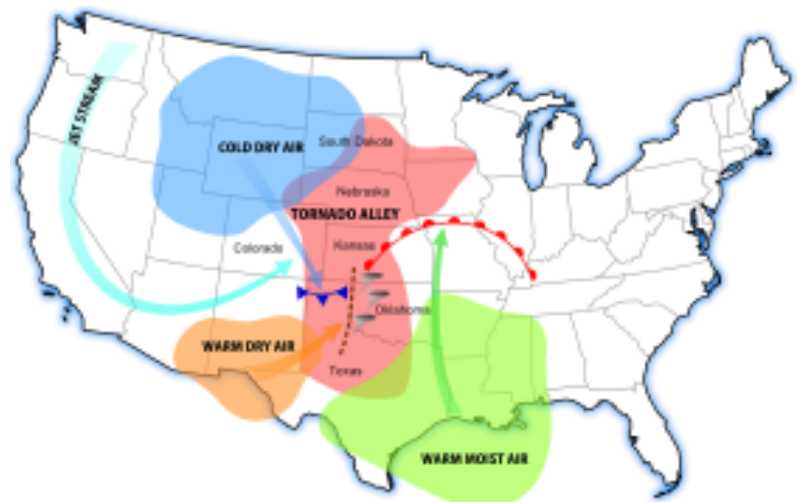 JET STREAM
COLD DRY AIR
South Dakota
Nebraska
TORNADO ALLEY
Colorado
Kansas
Oklahoma
WARM DRY AIR
Texas
WARM MOIST AIR